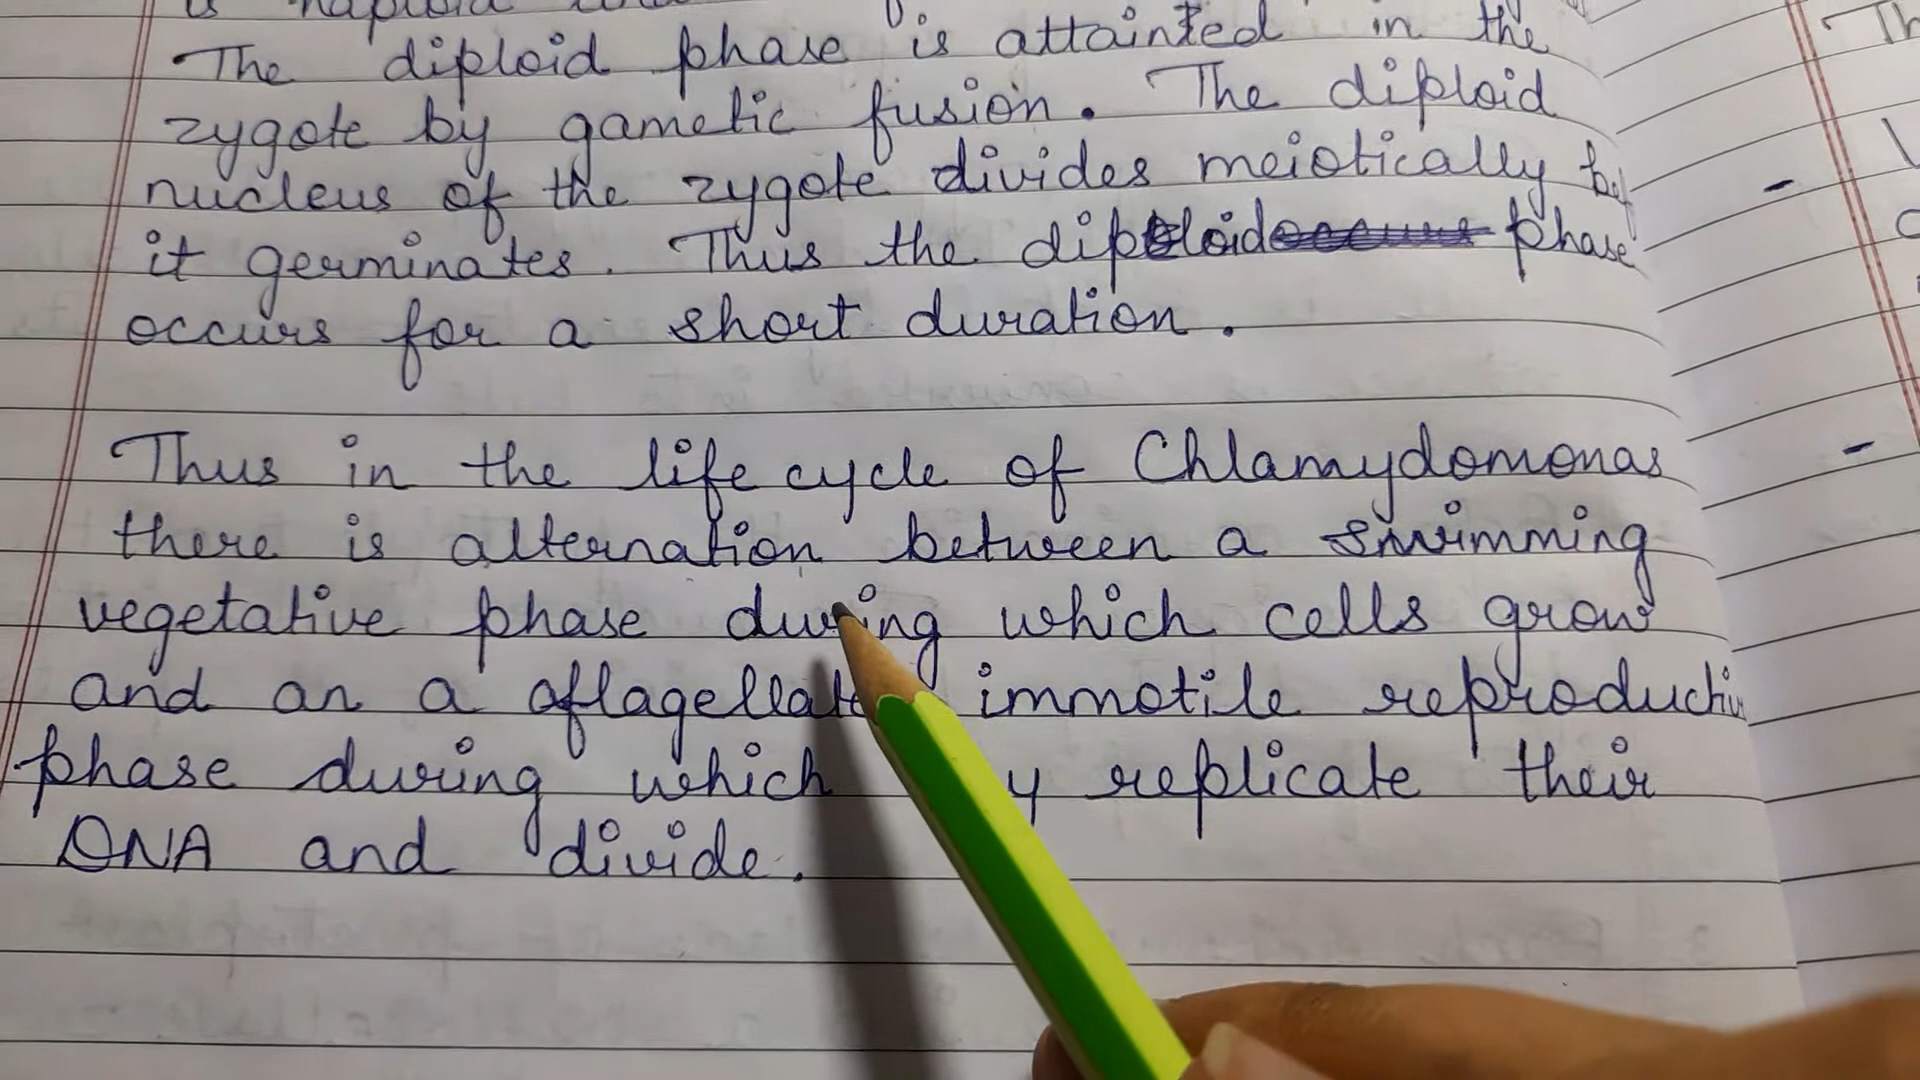 is haploid
The diploid phase is attainted in the
zygote by gametic fusion. The diploid
nucleus of the zygote divides meiotically
it germinates. Thus the diploid phase
occurs for a short duration.
Thus in the life cycle of Chlamydomonas
there is alternation between a swimming
vegetative phase during which cells grow
and an a aflagellate immotile reproductive
phase during which replicate their
DNA and divide.